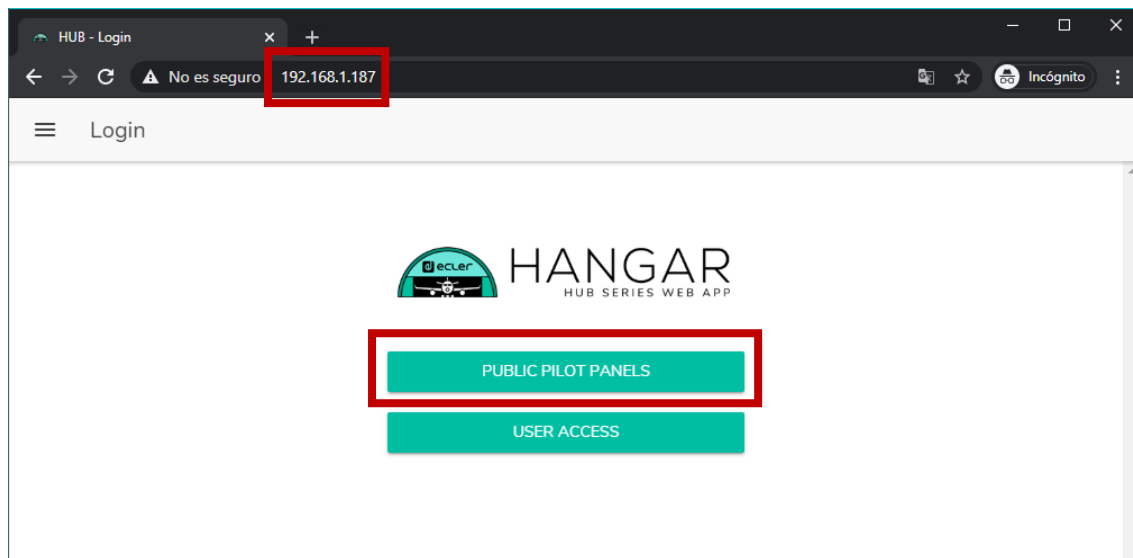 HUB - Login
No es seguro 192.168.1.187 Incógnito
Login
ecler
HANGAR
HUB SERIES WEB APP
PUBLIC PILOT PANELS
USER ACCESS